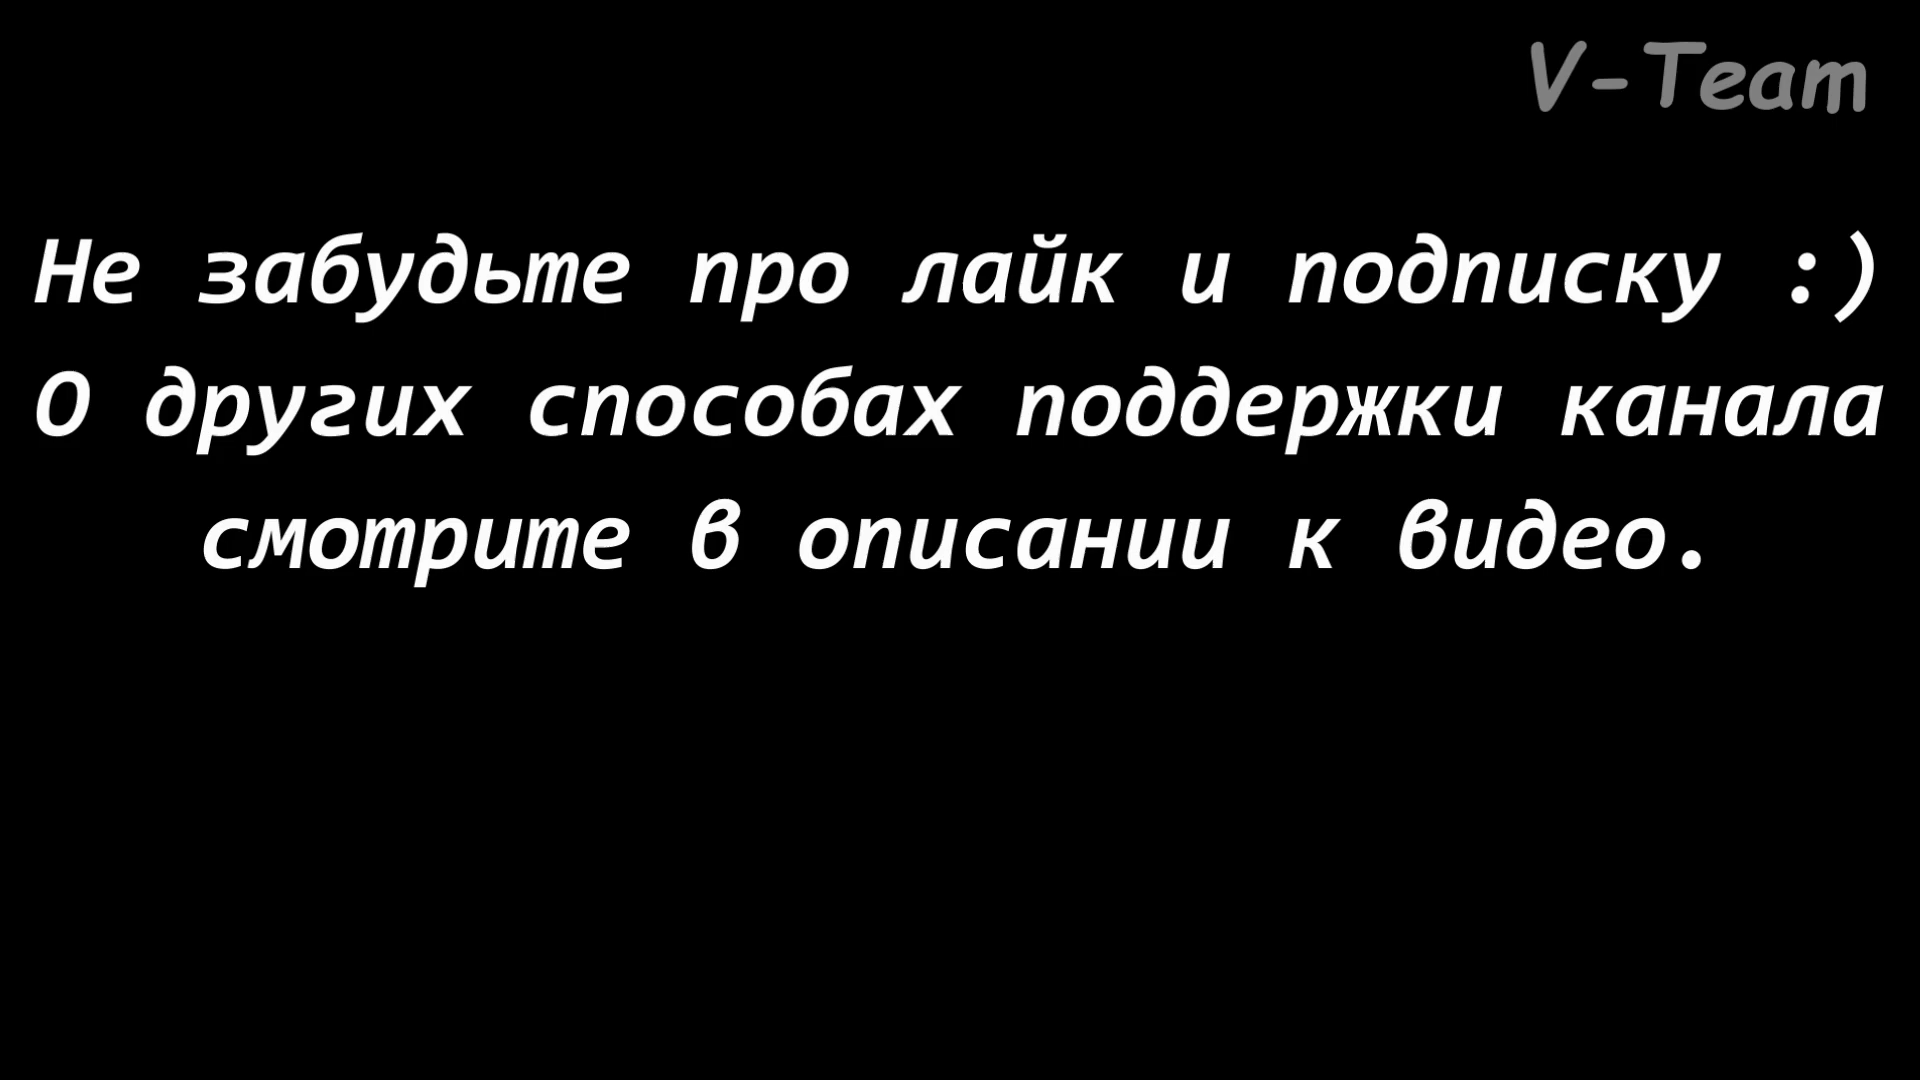 V-Team
Не забудьте про лайк и подписку :)
О других способах поддержки канала
смотрите в описании к видео.